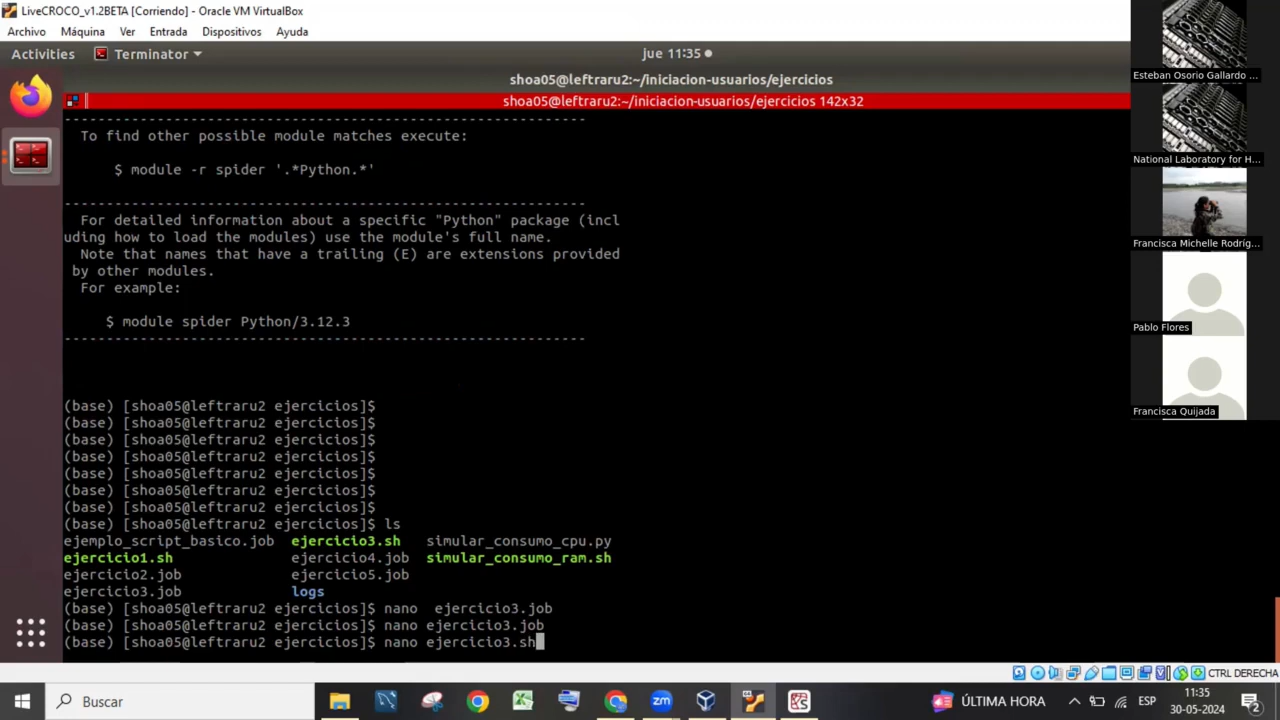 LiveCROCO_v1.2BETA [Corriendo] - Oracle VM VirtualBox
Archivo Máquina Ver Entrada Dispositivos Ayuda
Activities Terminator jue 11:35
shoa05@leftraru2:~/iniciacion-usuarios/ejercicios
shoa05@leftraru2:~/iniciacion-usuarios/ejercicios 142x32
--------------------------------------------------------------
To find other possible module matches execute:
$ module -r spider '.*Python.*'
--------------------------------------------------------------
For detailed information about a specific "Python" package (incl
uding how to load the modules) use the module's full name.
Note that names that have a trailing (E) are extensions provided
by other modules.
For example:
$ module spider Python/3.12.3
--------------------------------------------------------------
(base) [shoa05@leftraru2 ejercicios]$
(base) [shoa05@leftraru2 ejercicios]$
(base) [shoa05@leftraru2 ejercicios]$
(base) [shoa05@leftraru2 ejercicios]$
(base) [shoa05@leftraru2 ejercicios]$
(base) [shoa05@leftraru2 ejercicios]$
(base) [shoa05@leftraru2 ejercicios]$
(base) [shoa05@leftraru2 ejercicios]$ ls
ejemplo_script_basico.job ejercicio3.sh simular_consumo_cpu.py
ejercicio1.sh ejercicio4.job simular_consumo_ram.sh
ejercicio2.job ejercicio5.job
ejercicio3.job logs
(base) [shoa05@leftraru2 ejercicios]$ nano  ejercicio3.job
(base) [shoa05@leftraru2 ejercicios]$ nano ejercicio3.job
(base) [shoa05@leftraru2 ejercicios]$ nano ejercicio3.sh
Esteban Osorio Gallardo ...
National Laboratory for H...
Francisca Michelle Rodríg...
Pablo Flores
Francisca Quijada
CTRL DERECHA
Buscar
zm
ÚLTIMA HORA
ESP
11:35
30-05-2024
2